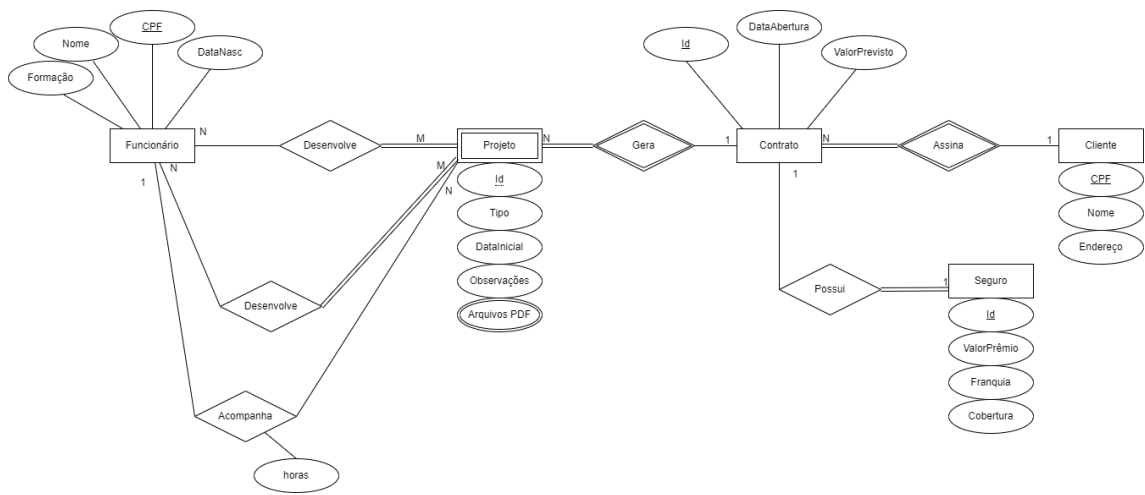 CPF
Nome
DataNasc
Formação
Funcionário
N
N
1
Desenvolve
M
M
N
Projeto
Id
Tipo
DataInicial
Observações
Arquivos PDF
Desenvolve
Acompanha
horas
N
Gera
1
DataAbertura
Id
ValorPrevisto
Contrato
N
1
Assina
1
Cliente
CPF
Nome
Endereço
Possui
1
Seguro
Id
ValorPrêmio
Franquia
Cobertura